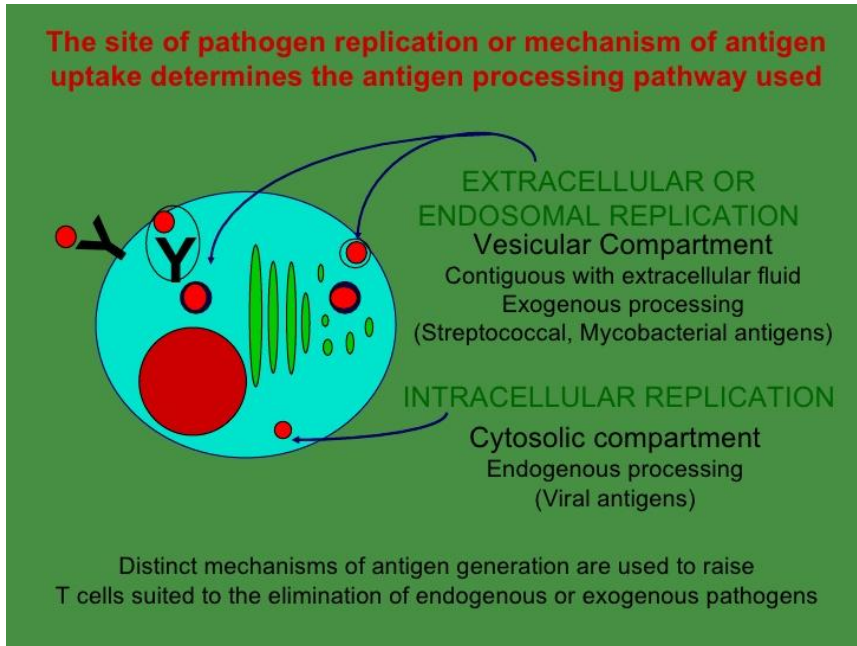 The site of pathogen replication or mechanism of antigen
uptake determines the antigen processing pathway used
EXTRACELLULAR OR
ENDOSOMAL REPLICATION
Vesicular Compartment
Contiguous with extracellular fluid
Exogenous processing
(Streptococcal, Mycobacterial antigens)
Y
Y
INTRACELLULAR REPLICATION
Cytosolic compartment
Endogenous processing
(Viral antigens)
Distinct mechanisms of antigen generation are used to raise
T cells suited to the elimination of endogenous or exogenous pathogens